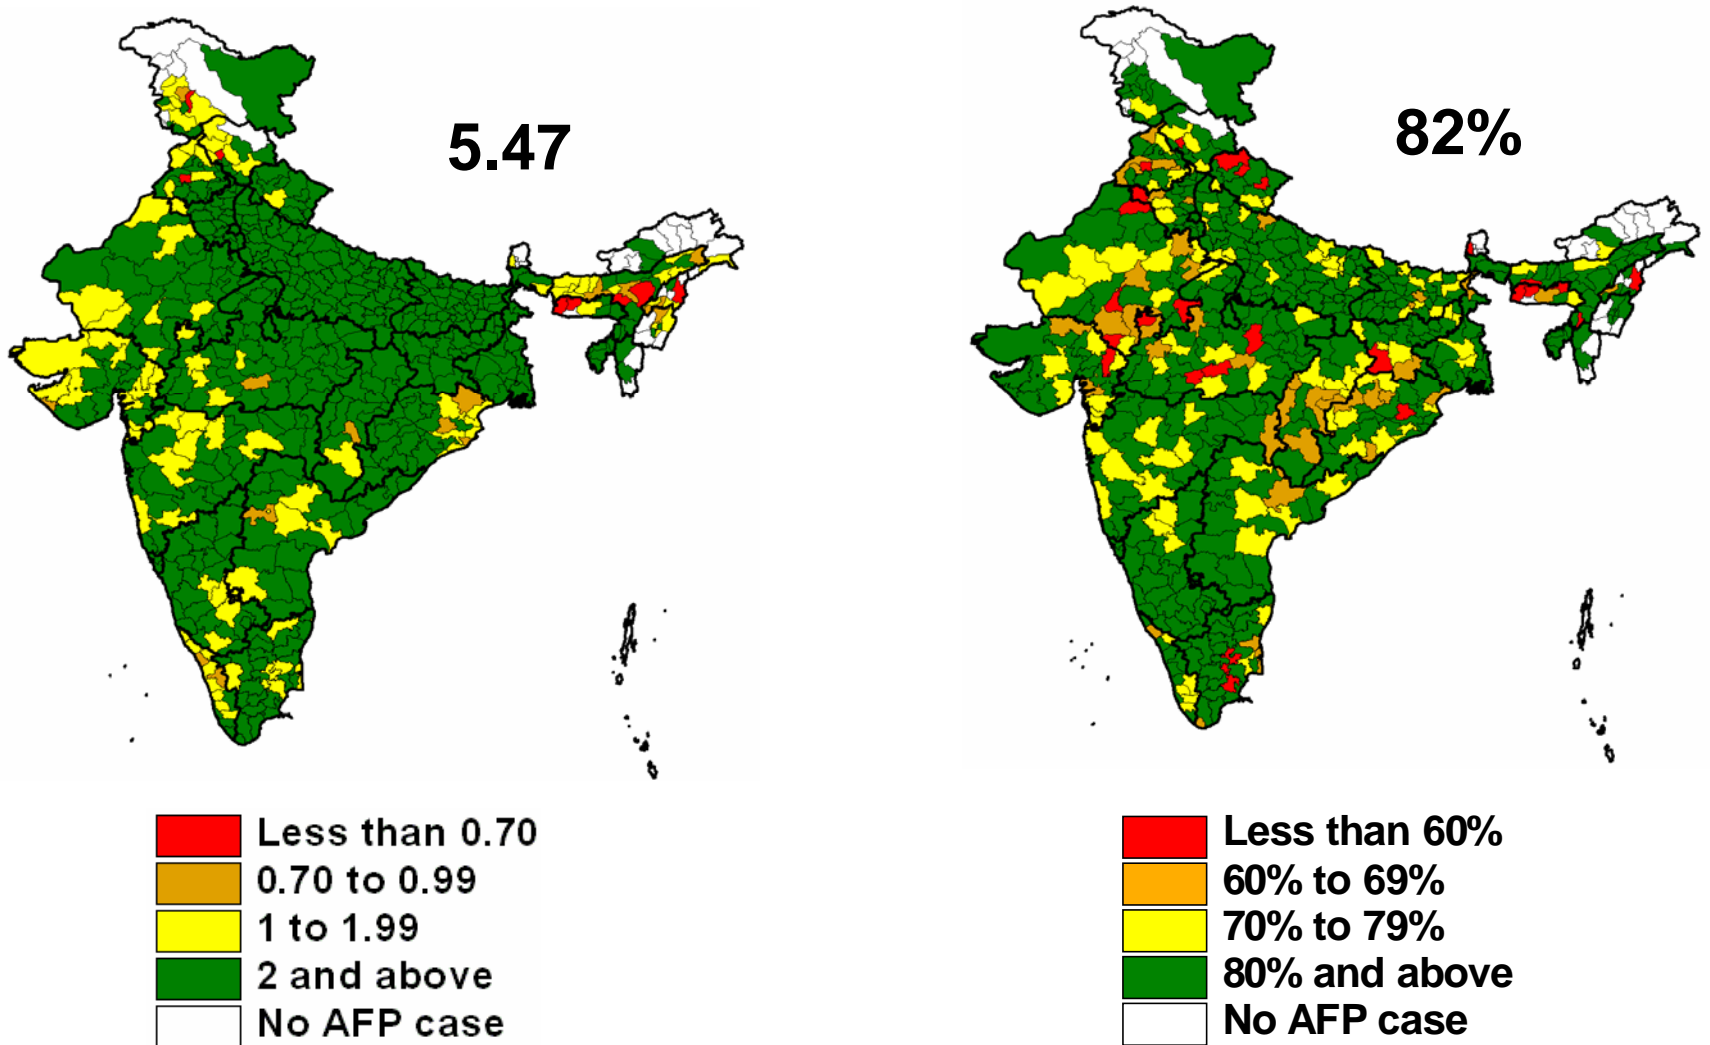 5.47
82%
Less than 0.70
0.70 to 0.99
1 to 1.99
2 and above
No AFP case
Less than 60%
60% to 69%
70% to 79%
80% and above
No AFP case